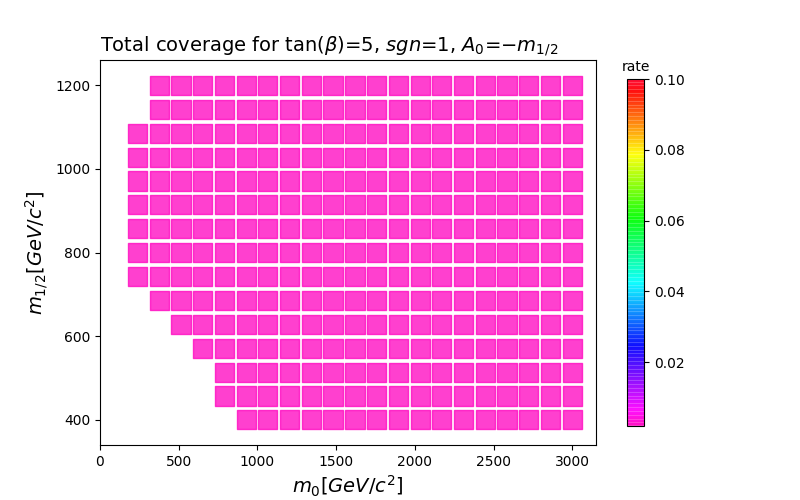 Total coverage for tan(β)=5, sgn=1, A₀=−m₁/₂
rate
1200
1000
800
600
400
m₁/₂[GeV/c²]
0.10
0.08
0.06
0.04
0.02
0 500 1000 1500 2000 2500 3000
m₀[GeV/c²]